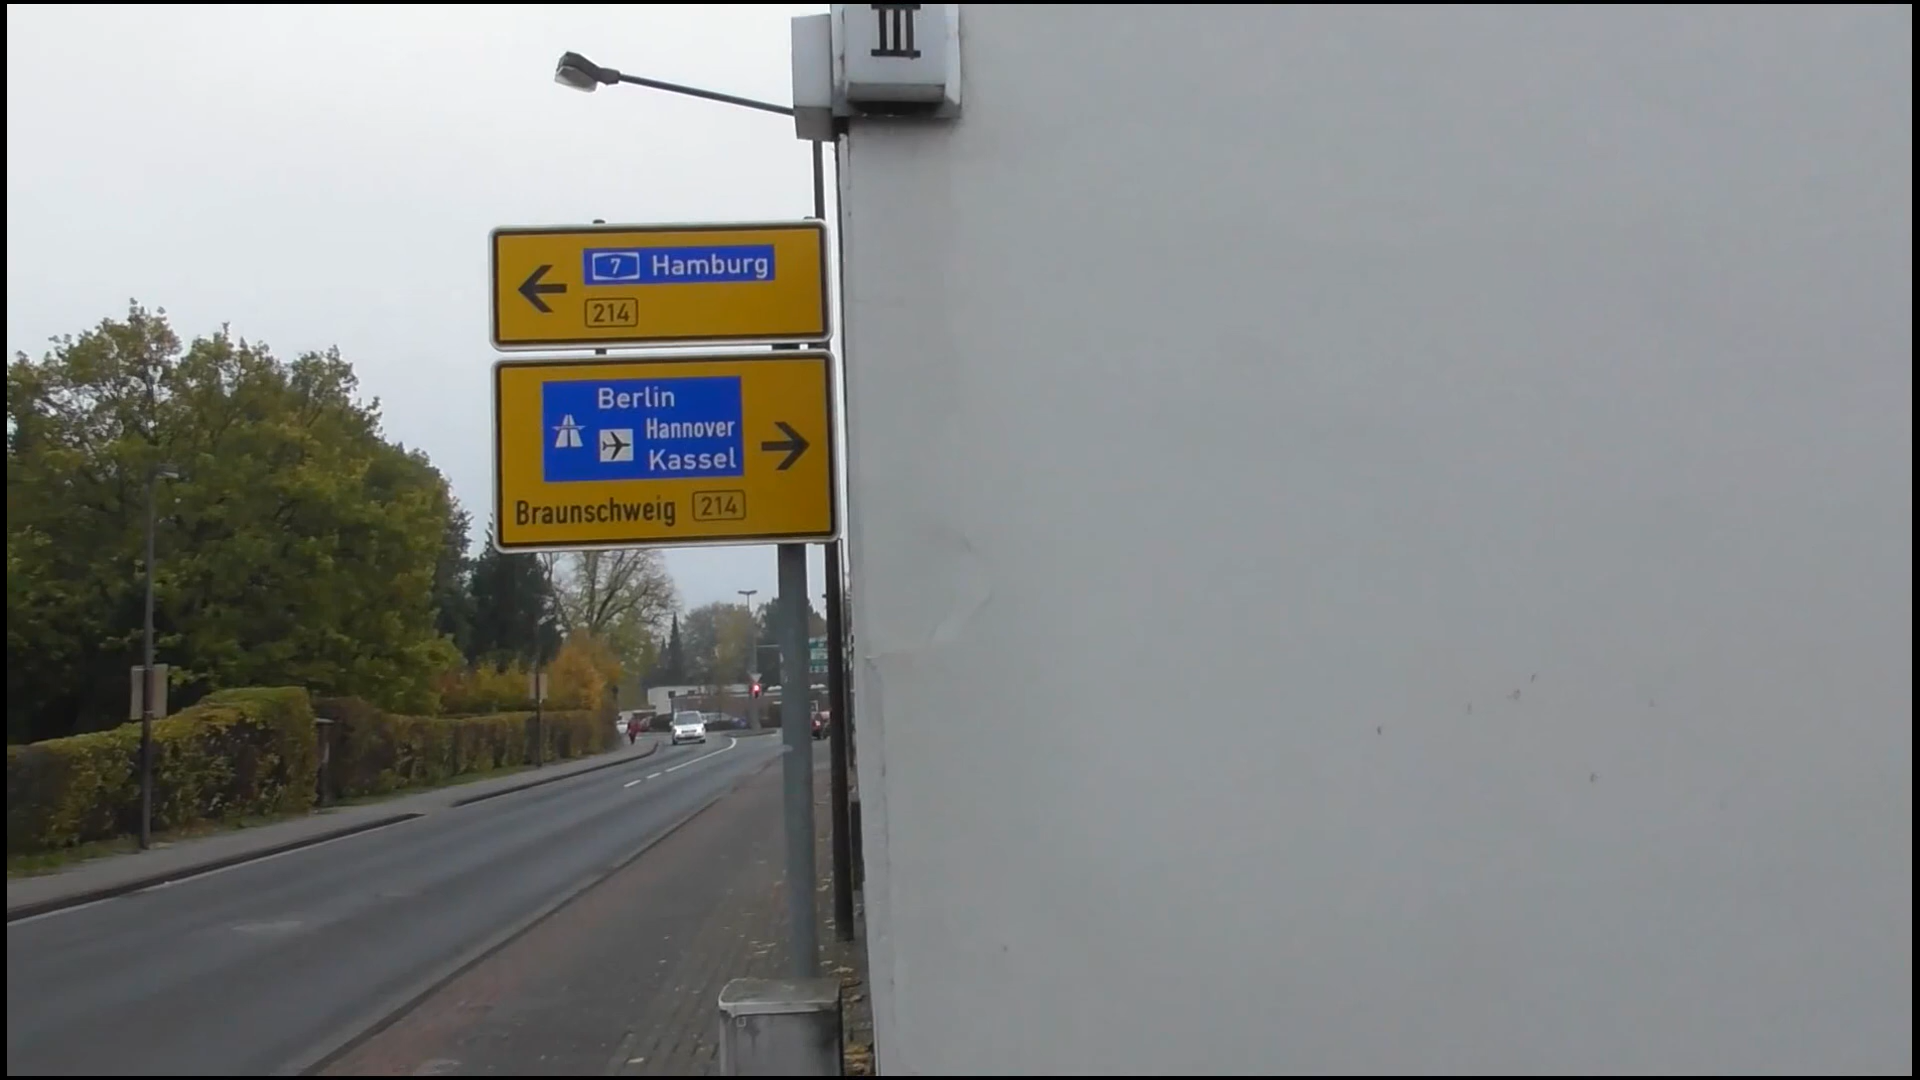 III
7 Hamburg
214
Berlin
Hannover
Kassel
Braunschweig 214